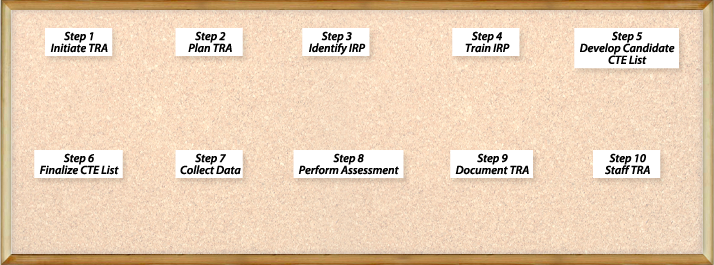 Step 1
Initiate TRA
Step 2
Plan TRA
Step 3
Identify IRP
Step 4
Train IRP
Step 5
Develop Candidate
CTE List
Step 6
Finalize CTE List
Step 7
Collect Data
Step 8
Perform Assessment
Step 9
Document TRA
Step 10
Staff TRA